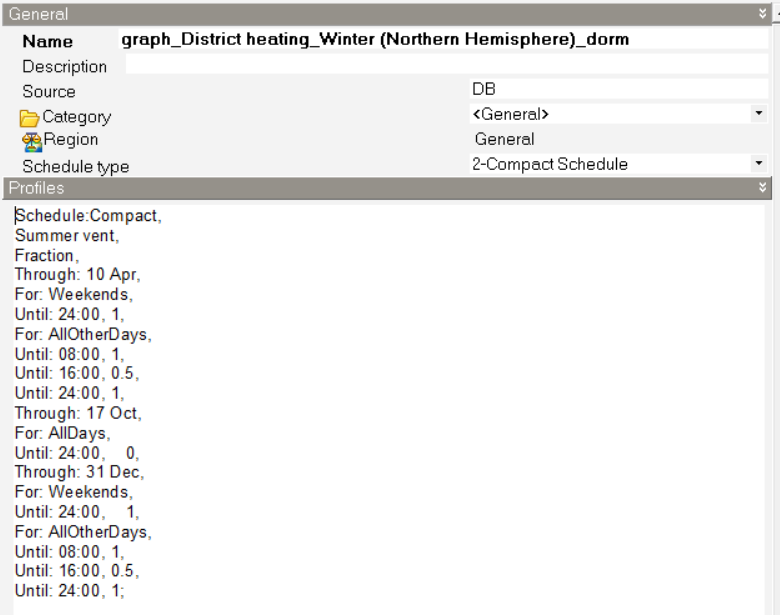 General
Name graph_District heating_Winter (Northern Hemisphere)_dorm
Description
Source DB
Category <General>
Region General
Schedule type 2-Compact Schedule
Profiles
Schedule:Compact,
Summer vent,
Fraction,
Through: 10 Apr,
For: Weekends,
Until: 24:00, 1,
For: AllOtherDays,
Until: 08:00, 1,
Until: 16:00, 0.5,
Until: 24:00, 1,
Through: 17 Oct,
For: AllDays,
Until: 24:00,    0,
Through: 31 Dec,
For: Weekends,
Until: 24:00,    1,
For: AllOtherDays,
Until: 08:00, 1,
Until: 16:00, 0.5,
Until: 24:00, 1;